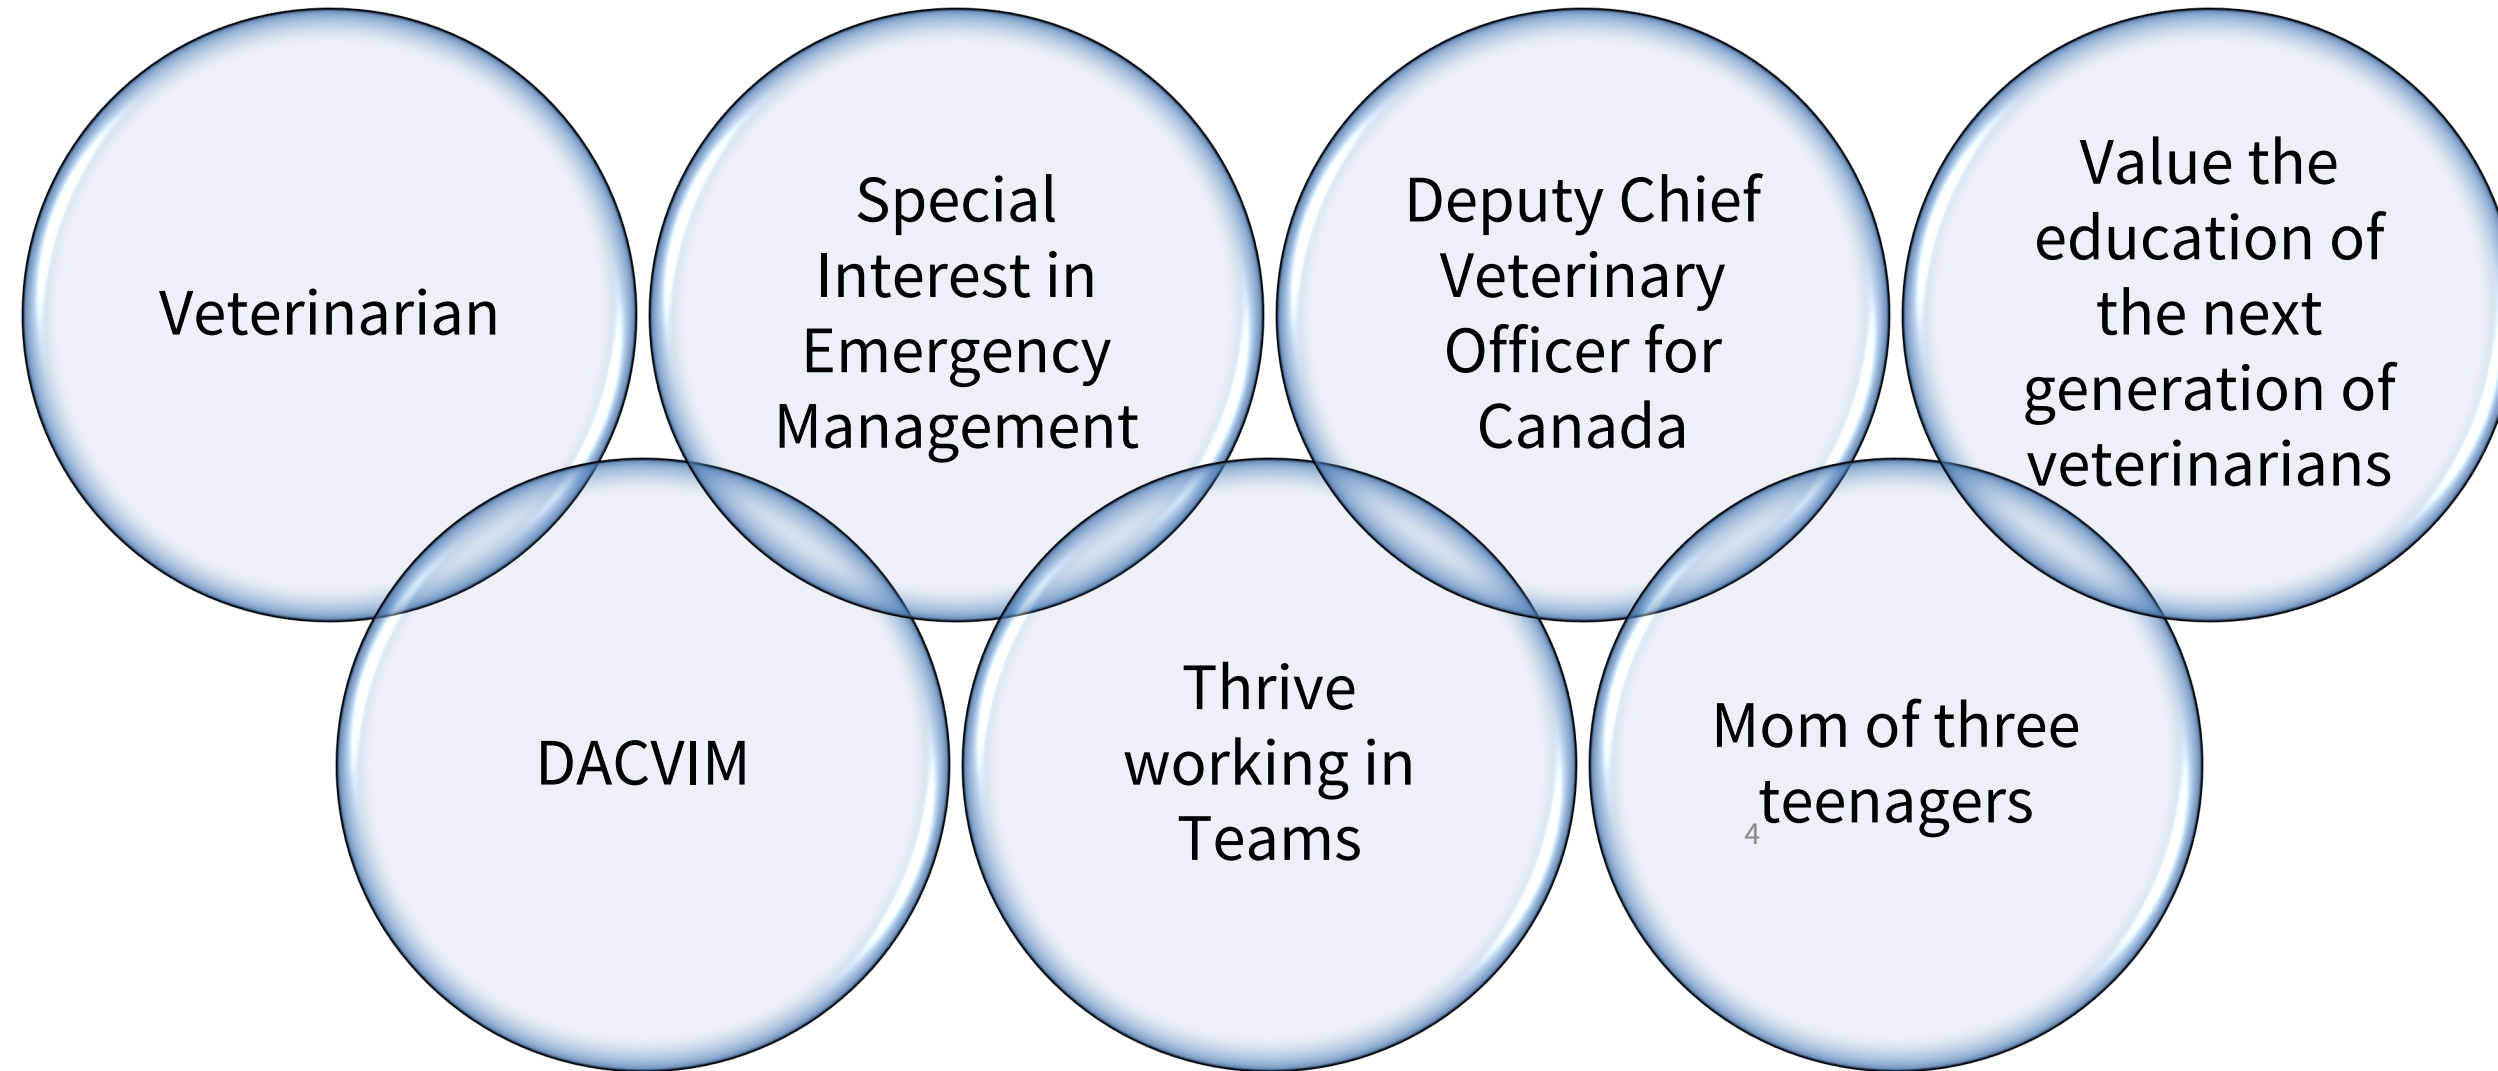 Veterinarian
Special
Interest in
Emergency
Management
Deputy Chief
Veterinary
Officer for
Canada
Value the
education of
the next
generation of
veterinarians
DACVIM
Thrive
working in
Teams
Mom of three
teenagers
4